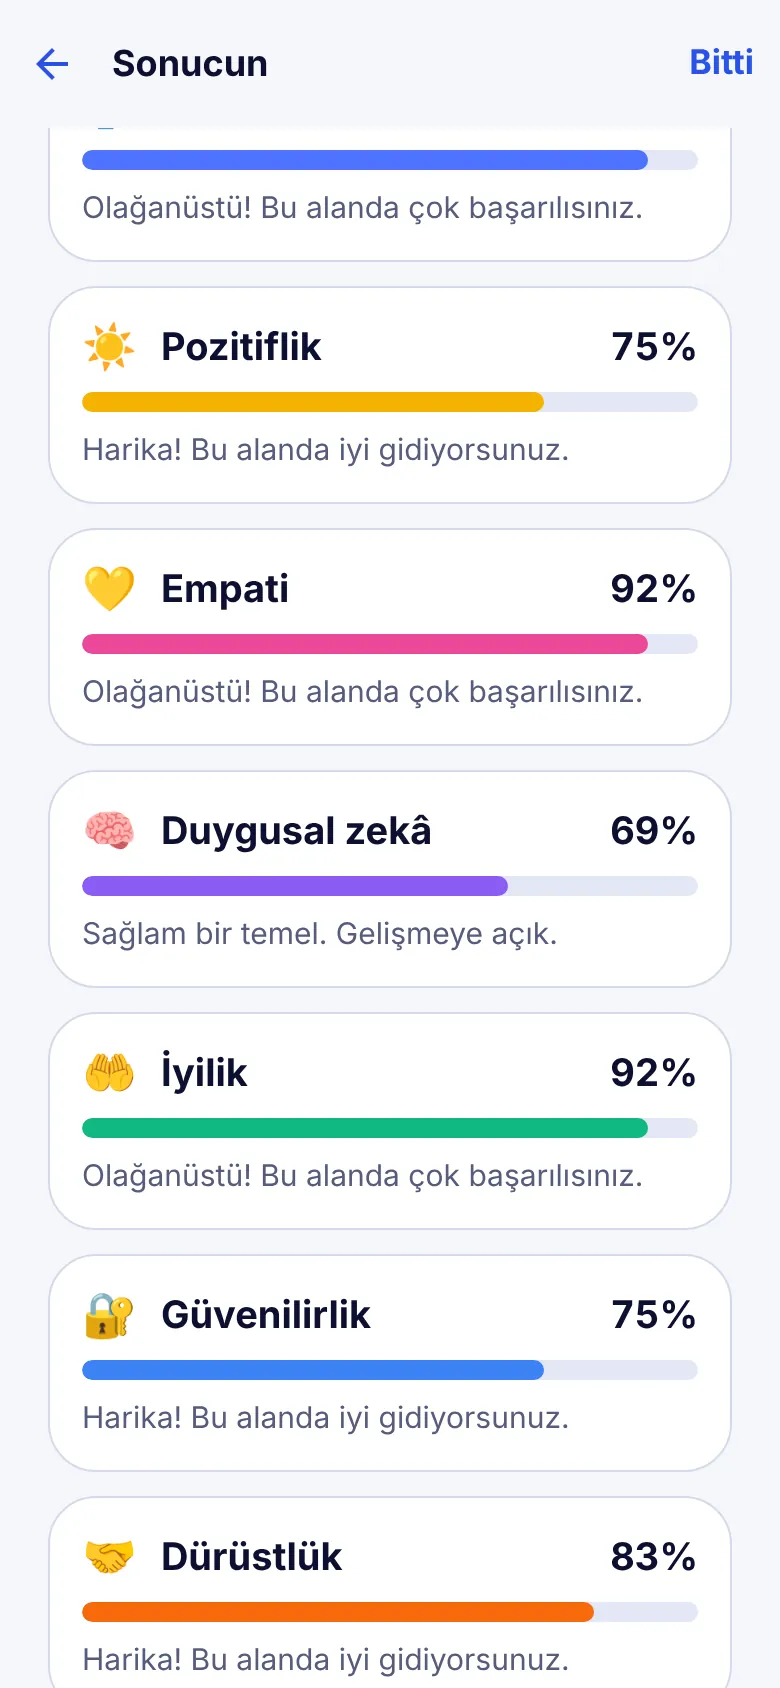 Sonucun
Bitti
Olağanüstü! Bu alanda çok başarılısınız.
Pozitiflik
75%
Harika! Bu alanda iyi gidiyorsunuz.
Empati
92%
Olağanüstü! Bu alanda çok başarılısınız.
Duygusal zekâ
69%
Sağlam bir temel. Gelişmeye açık.
İyilik
92%
Olağanüstü! Bu alanda çok başarılısınız.
Güvenilirlik
75%
Harika! Bu alanda iyi gidiyorsunuz.
Dürüstlük
83%
Harika! Bu alanda iyi gidiyorsunuz.